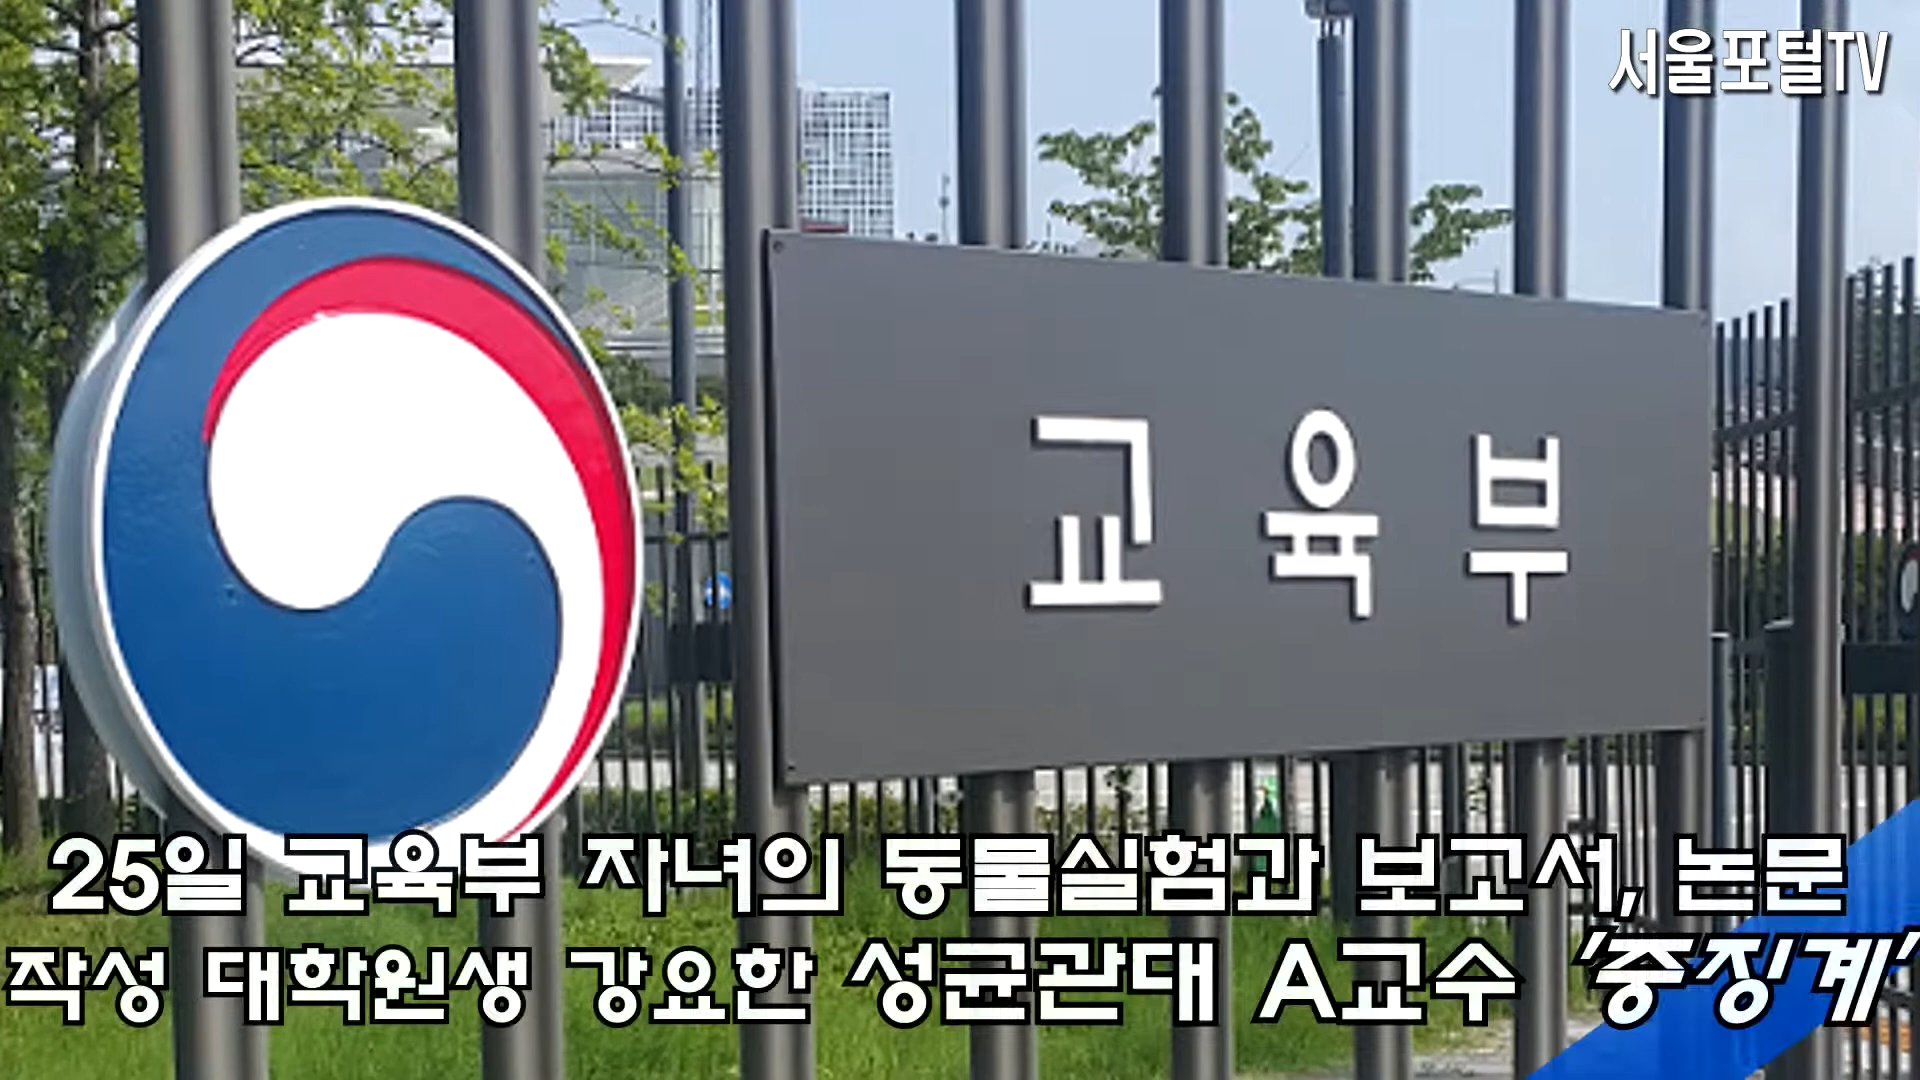 서울포털TV
교육부
25일 교육부 자녀의 동물실험과 보고서, 논문
작성 대학원생 강요한 성균관대 A교수 '중징계'